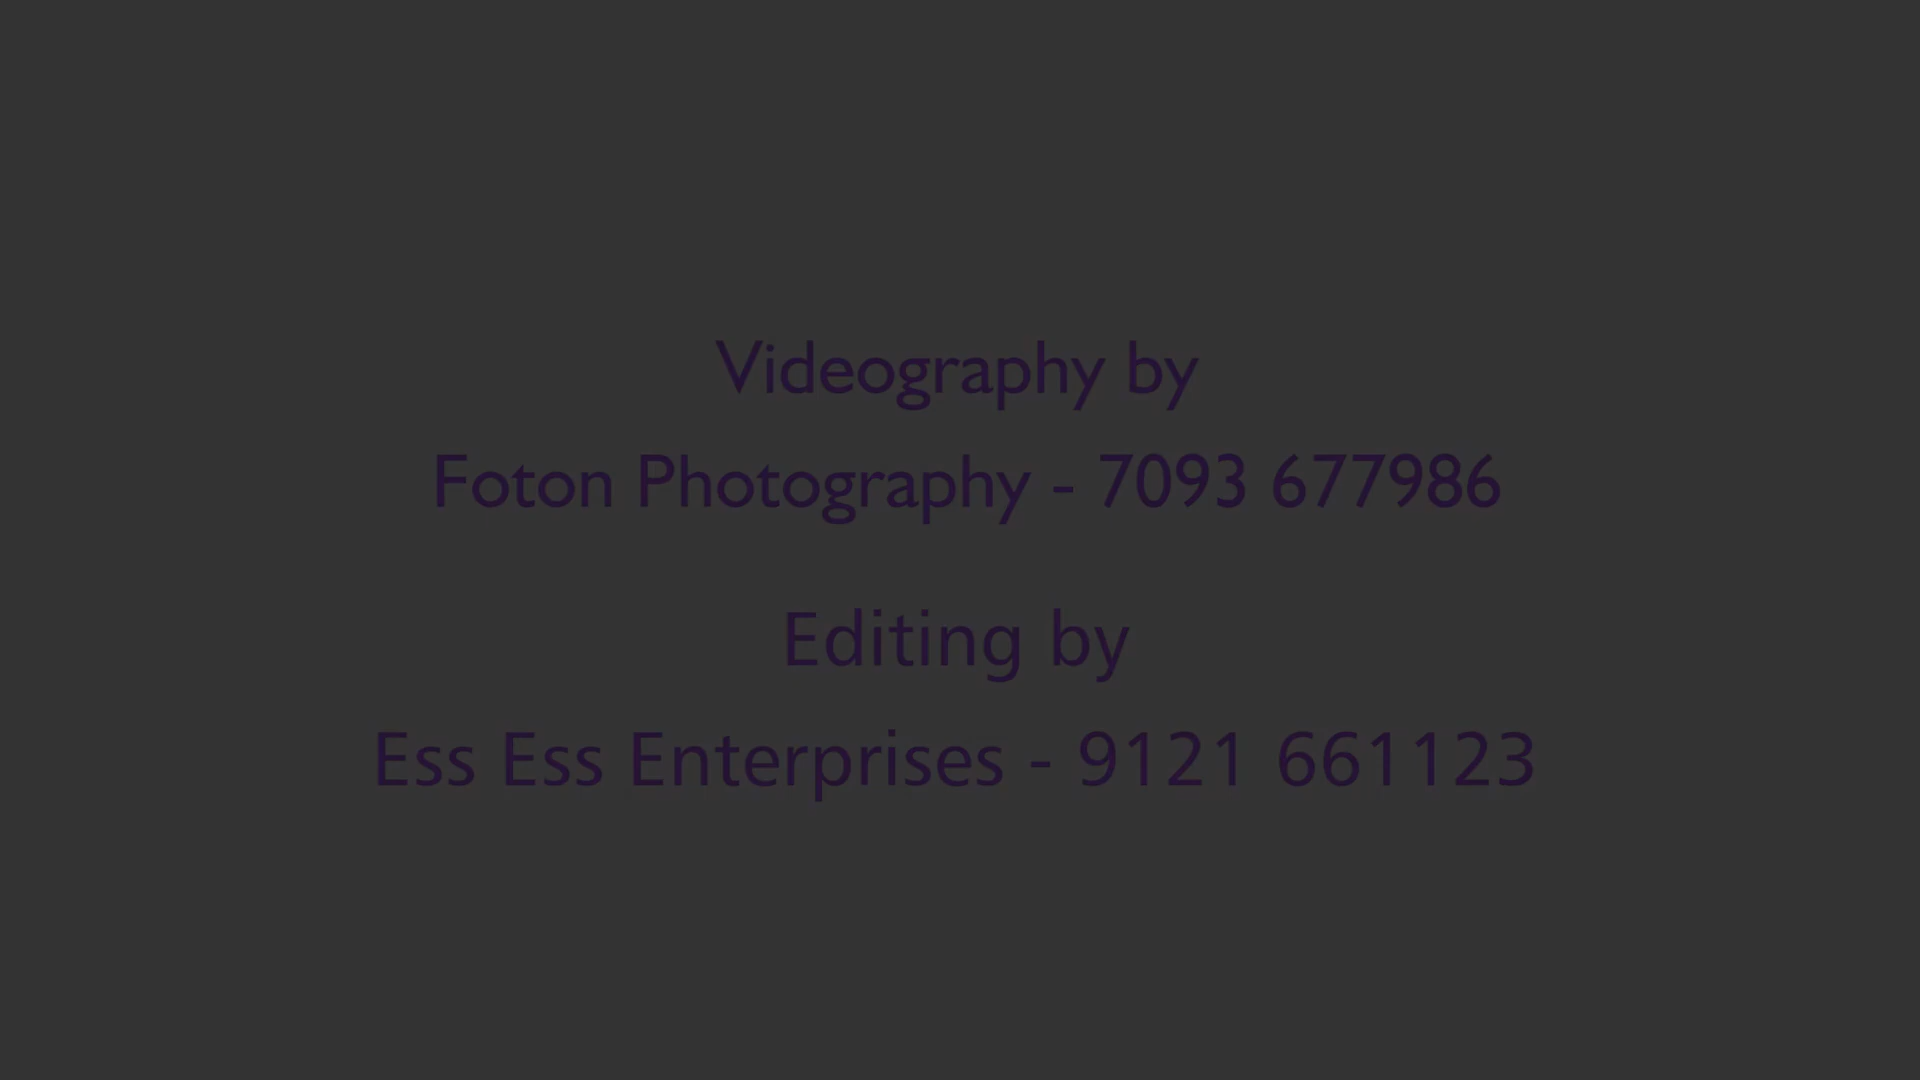 Videography by
Foton Photography - 7093 677986
Editing by
Ess Ess Enterprises - 9121 661123